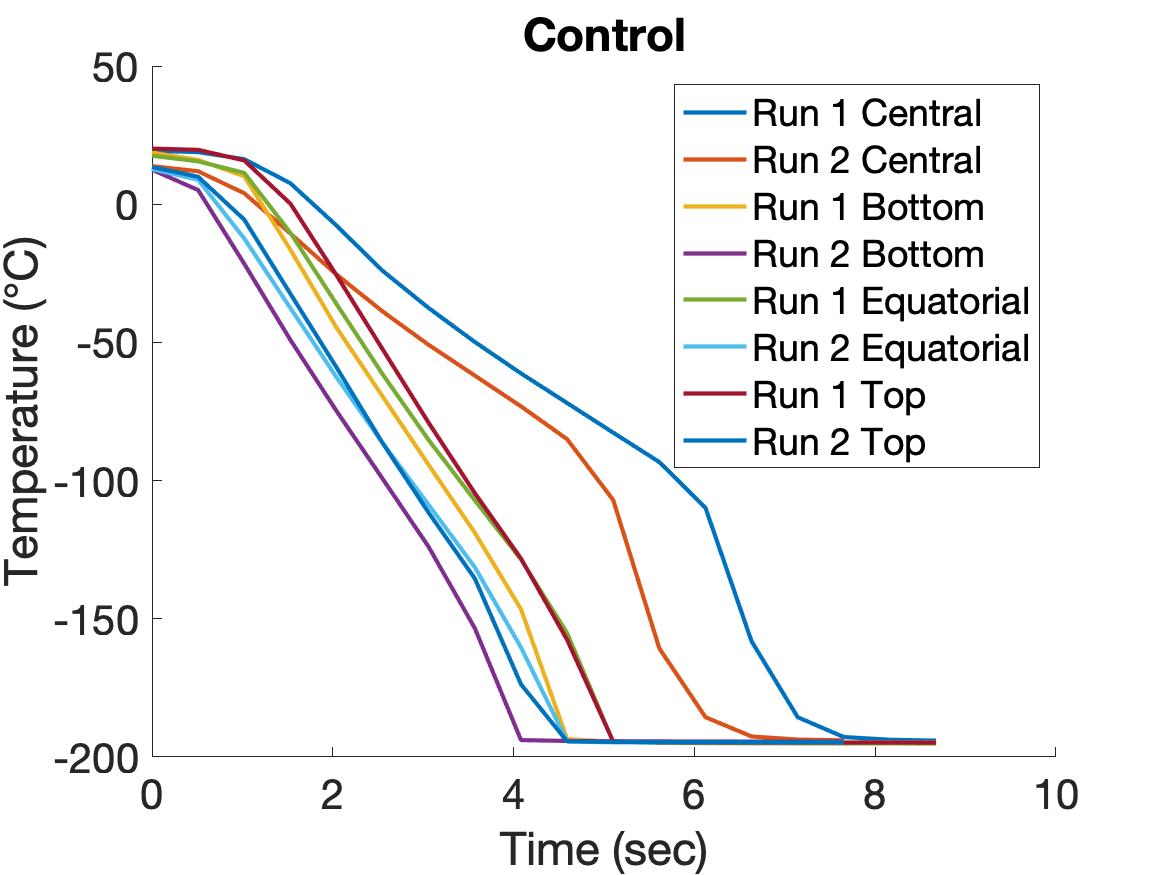 Control
50
0
-50
-100
-150
-200
Temperature (°C)
Run 1 Central
Run 2 Central
Run 1 Bottom
Run 2 Bottom
Run 1 Equatorial
Run 2 Equatorial
Run 1 Top
Run 2 Top
0 2 4 6 8 10
Time (sec)